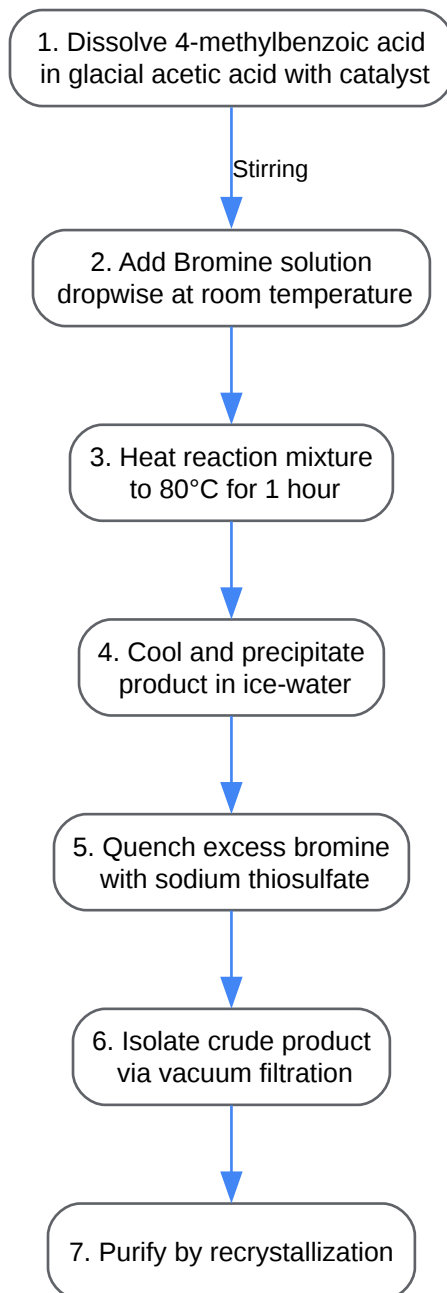 1. Dissolve 4-methylbenzoic acid
in glacial acetic acid with catalyst
Stirring
2. Add Bromine solution
dropwise at room temperature
3. Heat reaction mixture
to 80°C for 1 hour
4. Cool and precipitate
product in ice-water
5. Quench excess bromine
with sodium thiosulfate
6. Isolate crude product
via vacuum filtration
7. Purify by recrystallization